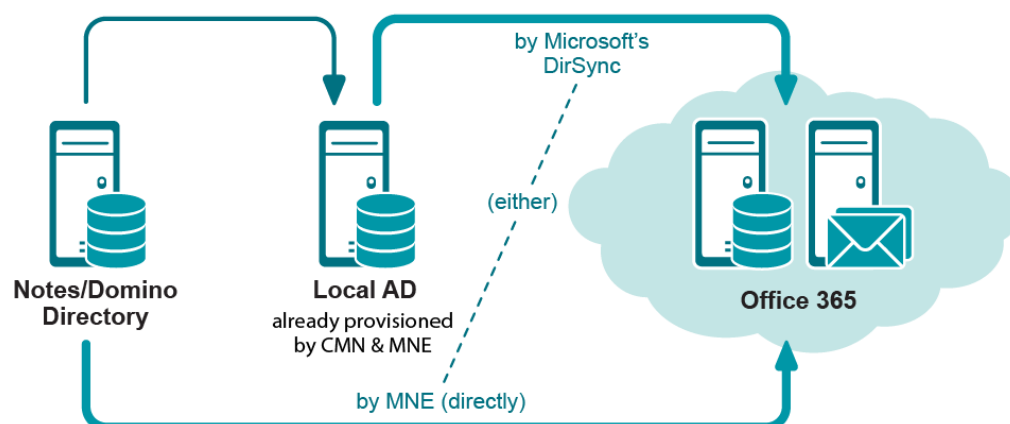 by Microsoft's
DirSync
(either)
Notes/Domino
Directory
Local AD
already provisioned
by CMN & MNE
Office 365
by MNE (directly)